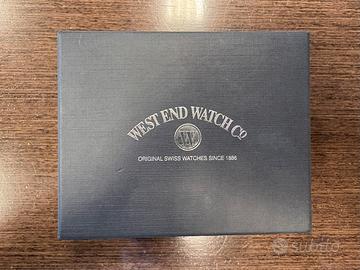 WEST END WATCH CO
W
ORIGINAL SWISS WATCHES SINCE 1886
subito